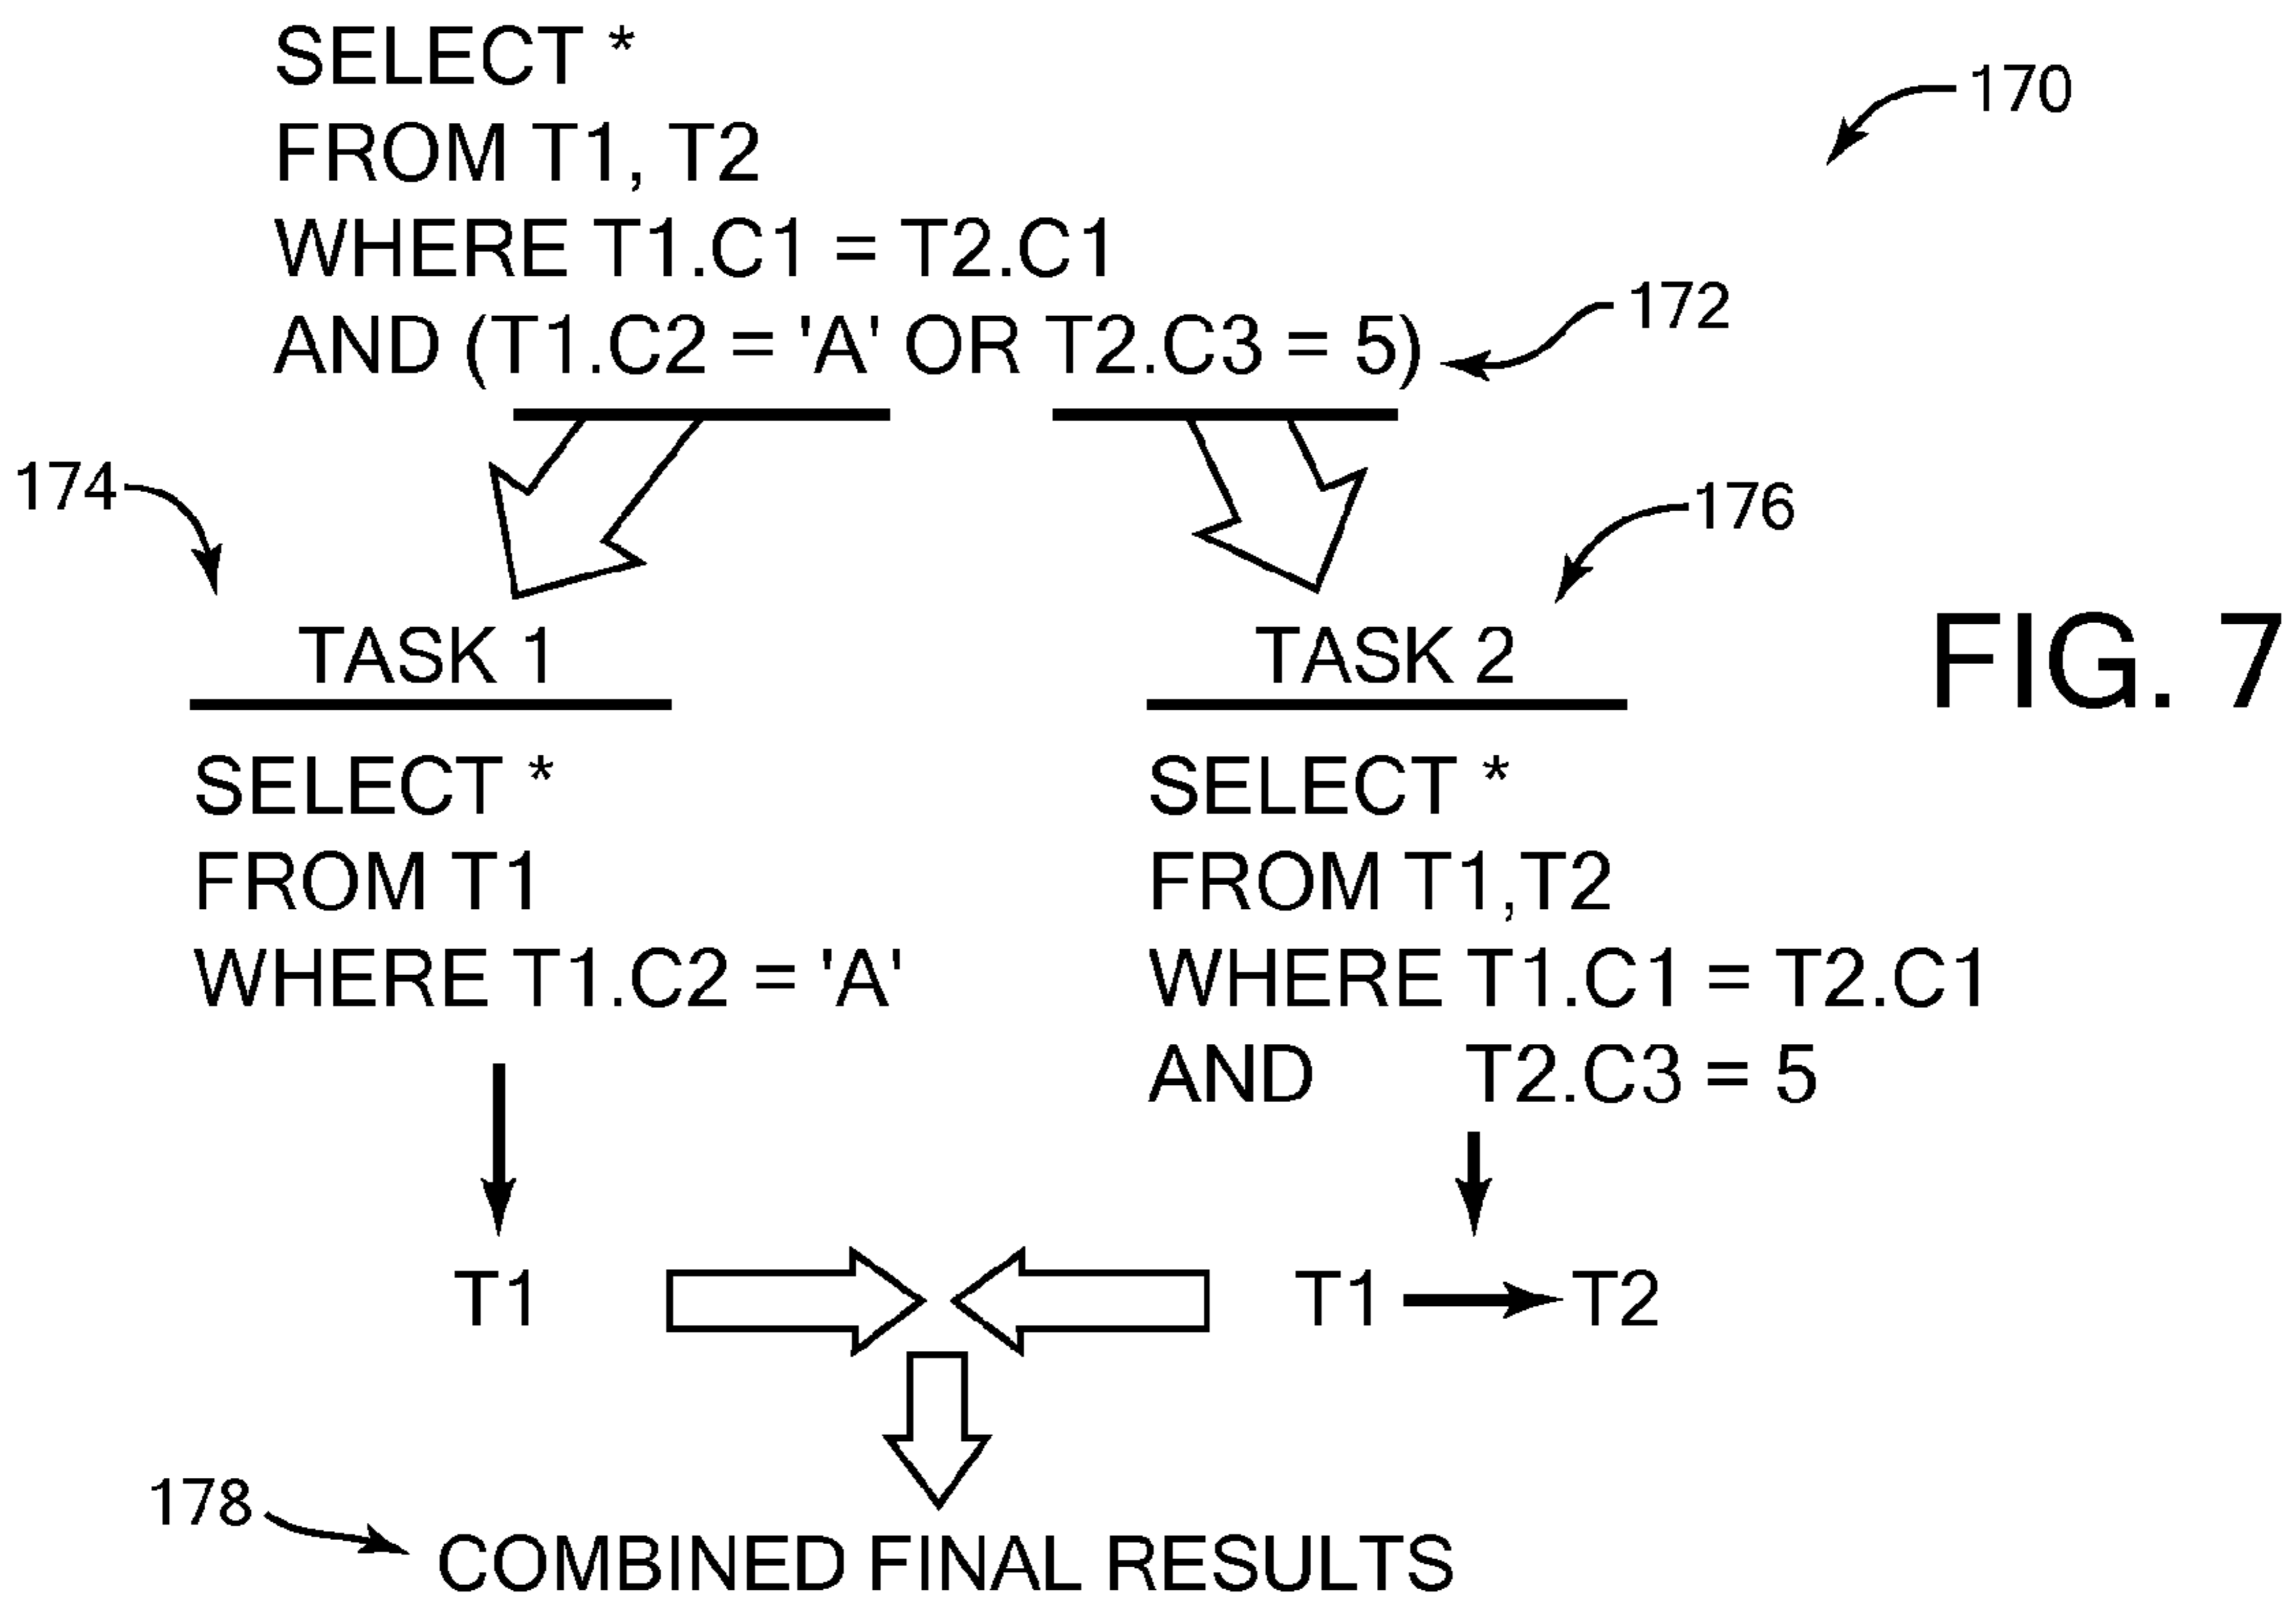 SELECT *
FROM T1, T2
WHERE T1.C1 = T2.C1
AND (T1.C2 = 'A' OR T2.C3 = 5)
170
172
174
176
TASK 1
SELECT *
FROM T1
WHERE T1.C2 = 'A'
T1
TASK 2
SELECT *
FROM T1,T2
WHERE T1.C1 = T2.C1
AND T2.C3 = 5
T1 T2
FIG. 7
178
COMBINED FINAL RESULTS